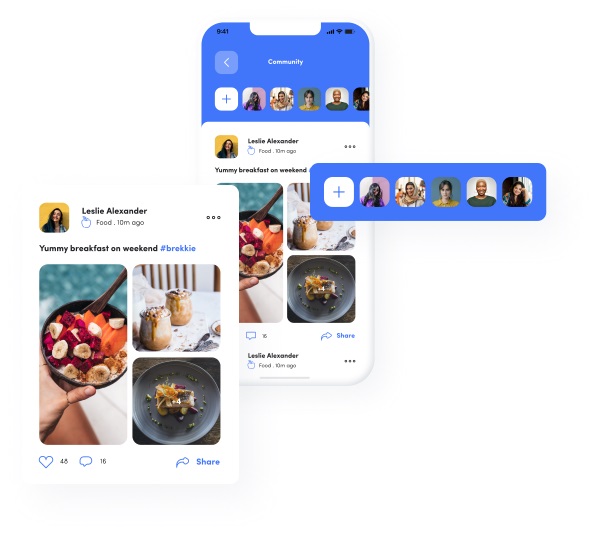 9:41
Community
Leslie Alexander
Food . 10m ago
Yummy breakfast on weekend
+4
16
Share
Leslie Alexander
Food . 10m ago
Leslie Alexander
Food . 10m ago
Yummy breakfast on weekend #brekkie
+4
48
16
Share